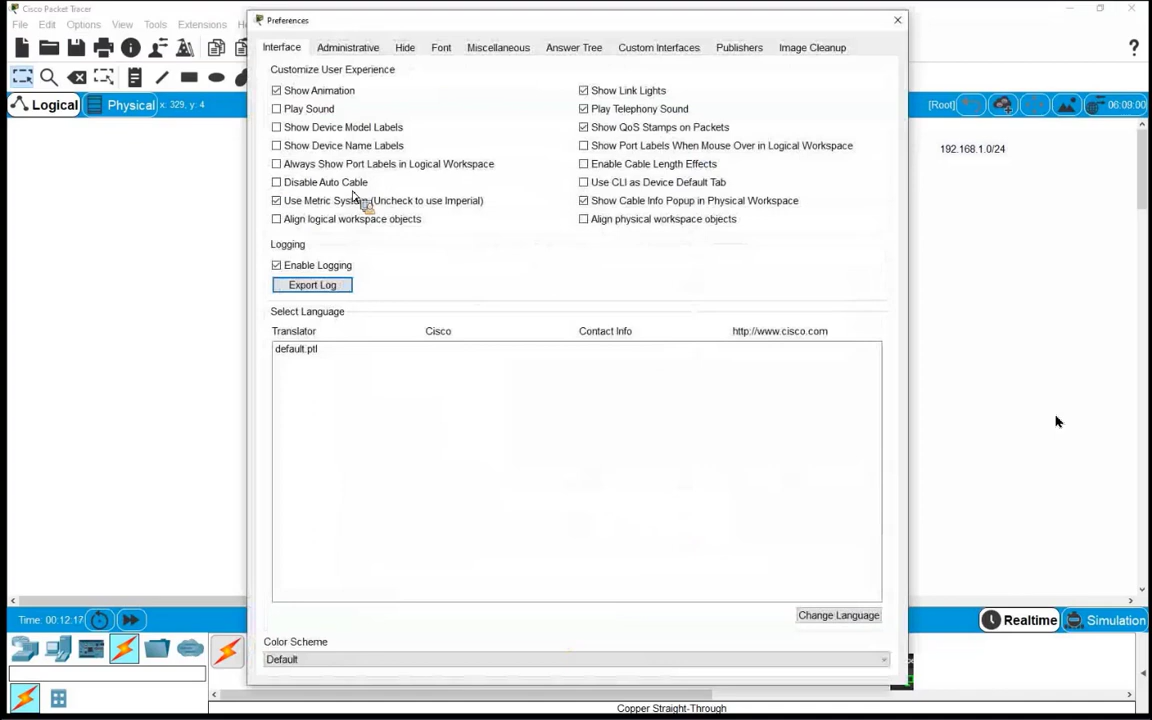 Cisco Packet Tracer
Preferences
File Edit Options View Tools Extensions
Interface Administrative Hide Font Miscellaneous Answer Tree Custom Interfaces Publishers Image Cleanup
?
Customize User Experience
Show Animation Show Link Lights
Logical Physical x: 329, y: 4 [Root] 06:09:00
Play Sound Play Telephony Sound
Show Device Model Labels Show QoS Stamps on Packets
Show Device Name Labels Show Port Labels When Mouse Over in Logical Workspace
192.168.1.0/24
Always Show Port Labels in Logical Workspace Enable Cable Length Effects
Disable Auto Cable Use CLI as Device Default Tab
Use Metric (Uncheck to use Imperial) Show Cable Info Popup in Physical Workspace
Align logical workspace objects Align physical workspace objects
Logging
Enable Logging
Export Log
Select Language
Translator Cisco Contact Info http://www.cisco.com
default.ptl
Change Language
Time: 00:12:17 Realtime Simulation
Color Scheme
Default
Copper Straight-Through